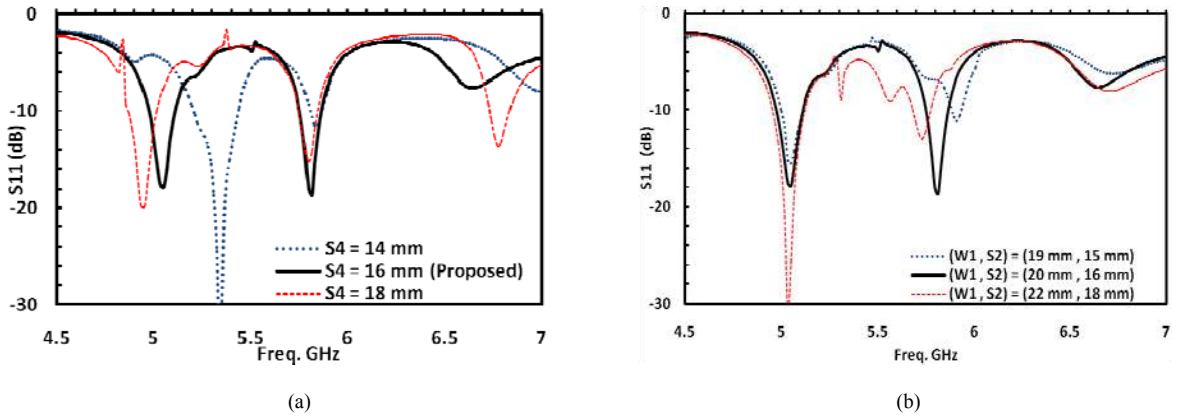 0
-10
-20
-30
S11 (dB)
S4 = 14 mm
S4 = 16 mm (Proposed)
S4 = 18 mm
4.5 5 5.5 6 6.5 7
Freq. GHz
(a)
0
-10
-20
-30
S11 (dB)
(W1 , S2) = (19 mm , 15 mm)
(W1 , S2) = (20 mm , 16 mm)
(W1 , S2) = (22 mm , 18 mm)
4.5 5 5.5 6 6.5 7
Freq. GHz
(b)